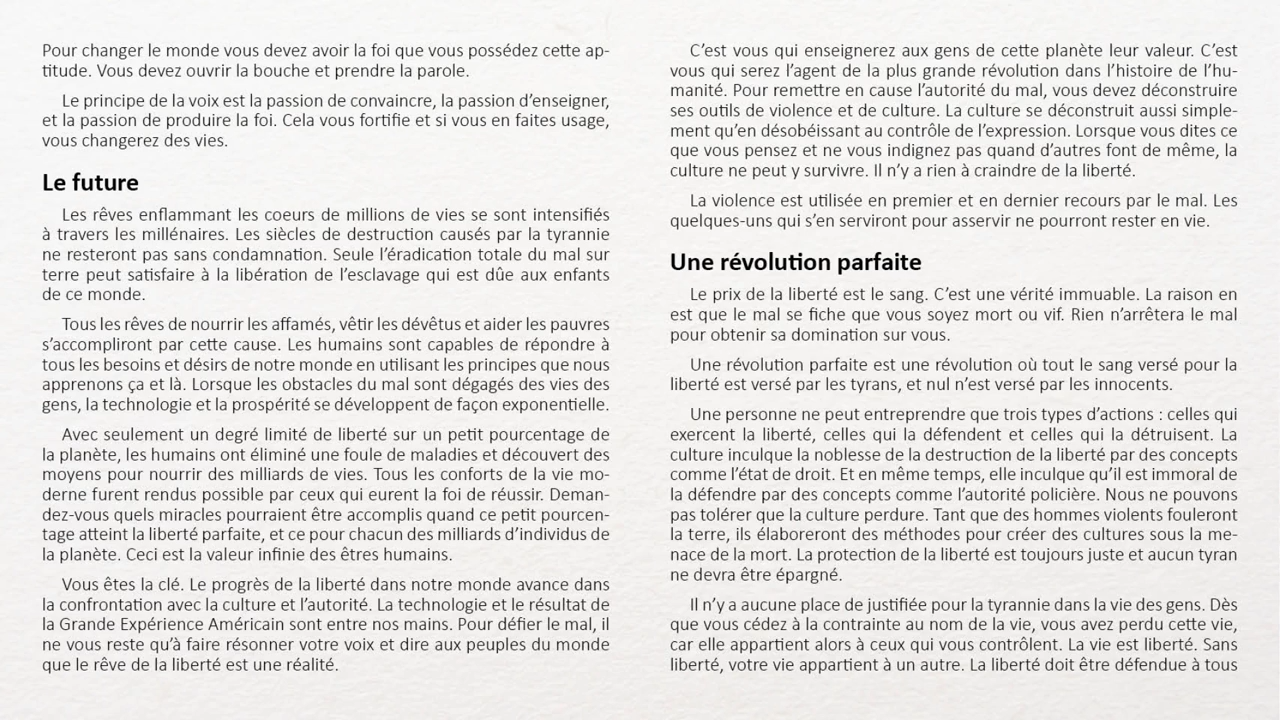 Pour changer le monde vous devez avoir la foi que vous possédez cette ap-
titude. Vous devez ouvrir la bouche et prendre la parole.
Le principe de la voix est la passion de convaincre, la passion d’enseigner,
et la passion de produire la foi. Cela vous fortifie et si vous en faites usage,
vous changerez des vies.
Le future
Les rêves enflammant les coeurs de millions de vies se sont intensifiés
à travers les millénaires. Les siècles de destruction causés par la tyrannie
ne resteront pas sans condamnation. Seule l’éradication totale du mal sur
terre peut satisfaire à la libération de l’esclavage qui est dûe aux enfants
de ce monde.
Tous les rêves de nourrir les affamés, vêtir les dévêtus et aider les pauvres
s’accompliront par cette cause. Les humains sont capables de répondre à
tous les besoins et désirs de notre monde en utilisant les principes que nous
apprenons ça et là. Lorsque les obstacles du mal sont dégagés des vies des
gens, la technologie et la prospérité se développent de façon exponentielle.
Avec seulement un degré limité de liberté sur un petit pourcentage de
la planète, les humains ont éliminé une foule de maladies et découvert des
moyens pour nourrir des milliards de vies. Tous les conforts de la vie mo-
derne furent rendus possible par ceux qui eurent la foi de réussir. Deman-
dez-vous quels miracles pourraient être accomplis quand ce petit pourcen-
tage atteint la liberté parfaite, et ce pour chacun des milliards d’individus de
la planète. Ceci est la valeur infinie des êtres humains.
Vous êtes la clé. Le progrès de la liberté dans notre monde avance dans
la confrontation avec la culture et l’autorité. La technologie et le résultat de
la Grande Expérience Américain sont entre nos mains. Pour défier le mal, il
ne vous reste qu’à faire résonner votre voix et dire aux peuples du monde
que le rêve de la liberté est une réalité.
C’est vous qui enseignerez aux gens de cette planète leur valeur. C’est
vous qui serez l’agent de la plus grande révolution dans l’histoire de l’hu-
manité. Pour remettre en cause l’autorité du mal, vous devez déconstruire
ses outils de violence et de culture. La culture se déconstruit aussi simple-
ment qu’en désobéissant au contrôle de l’expression. Lorsque vous dites ce
que vous pensez et ne vous indignez pas quand d’autres font de même, la
culture ne peut y survivre. Il n’y a rien à craindre de la liberté.
La violence est utilisée en premier et en dernier recours par le mal. Les
quelques-uns qui s’en serviront pour asservir ne pourront rester en vie.
Une révolution parfaite
Le prix de la liberté est le sang. C’est une vérité immuable. La raison en
est que le mal se fiche que vous soyez mort ou vif. Rien n’arrêtera le mal
pour obtenir sa domination sur vous.
Une révolution parfaite est une révolution où tout le sang versé pour la
liberté est versé par les tyrans, et nul n’est versé par les innocents.
Une personne ne peut entreprendre que trois types d’actions : celles qui
exercent la liberté, celles qui la défendent et celles qui la détruisent. La
culture inculque la noblesse de la destruction de la liberté par des concepts
comme l’état de droit. Et en même temps, elle inculque qu’il est immoral de
la défendre par des concepts comme l’autorité policière. Nous ne pouvons
pas tolérer que la culture perdure. Tant que des hommes violents fouleront
la terre, ils élaboreront des méthodes pour créer des cultures sous la me-
nace de la mort. La protection de la liberté est toujours juste et aucun tyran
ne devra être épargné.
Il n’y a aucune place de justifiée pour la tyrannie dans la vie des gens. Dès
que vous cédez à la contrainte au nom de la vie, vous avez perdu cette vie,
car elle appartient alors à ceux qui vous contrôlent. La vie est liberté. Sans
liberté, votre vie appartient à un autre. La liberté doit être défendue à tous